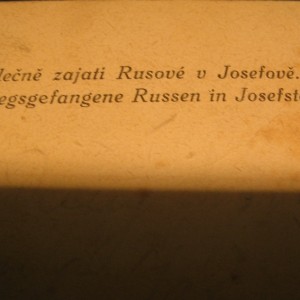 lečně zajati Rusové v Josefově.
egsgefangene Russen in Josefst